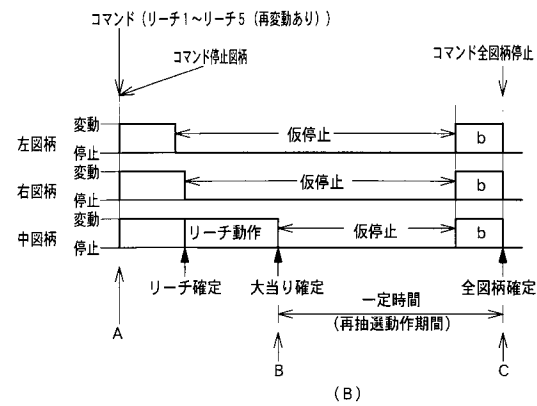 コマンド(リーチ1~リーチ5(再変動あり))
コマンド停止図柄
コマンド全図柄停止
左図柄
変動
停止
仮停止
b
右図柄
変動
停止
仮停止
b
中図柄
変動
停止
リーチ動作
仮停止
b
リーチ確定
大当り確定
全図柄確定
一定時間
(再抽選動作期間)
A
B
C
(B)